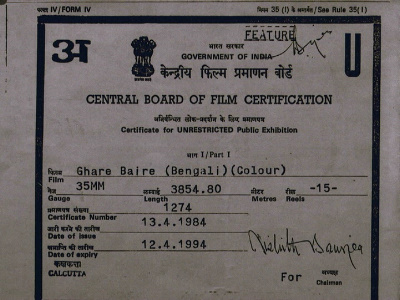 प्रपत्र IV/FORM IV
नियम 35 (I) के अन्तर्गत/See Rule 35(I)
FEATURE
भारत सरकार
GOVERNMENT OF INDIA
अ
U
केन्द्रीय फिल्म प्रमाणन बोर्ड
CENTRAL BOARD OF FILM CERTIFICATION
अप्रतिबंधित लोक-प्रदर्शन के लिए प्रमाणपत्र
Certificate for UNRESTRICTED Public Exhibition
भाग I/Part I
फिल्म Ghare Baire (Bengali)(Colour)
Film
गेज 35MM लम्बाई 3854.80 मीटर रीलें -15-
Gauge Length Metres Reels
प्रमाणपत्र संख्या 1274
Certificate Number
जारी करने की तारीख 13.4.1984
Date of issue
समाप्ति की तारीख 12.4.1994
Date of expiry
कलकत्ता
CALCUTTA
For अध्यक्ष
Chairman